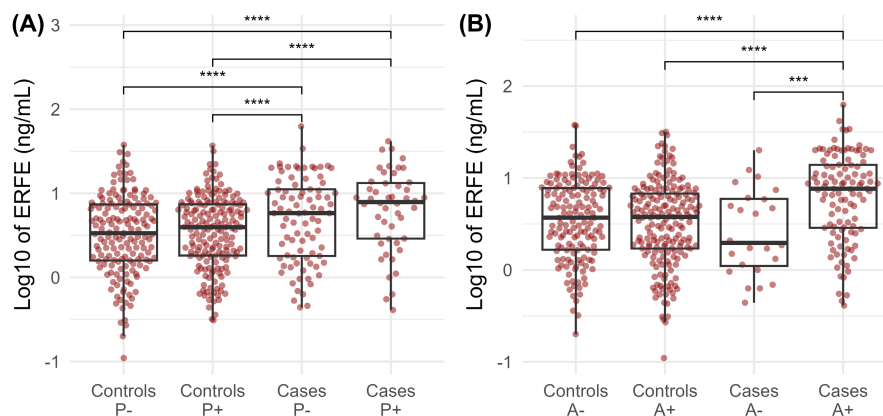 (A)
Log10 of ERFE (ng/mL)
3
2
1
0
-1
****
****
****
****
Controls
P-
Controls
P+
Cases
P-
Cases
P+
(B)
Log10 of ERFE (ng/mL)
2
1
0
-1
****
****
***
Controls
A-
Controls
A+
Cases
A-
Cases
A+